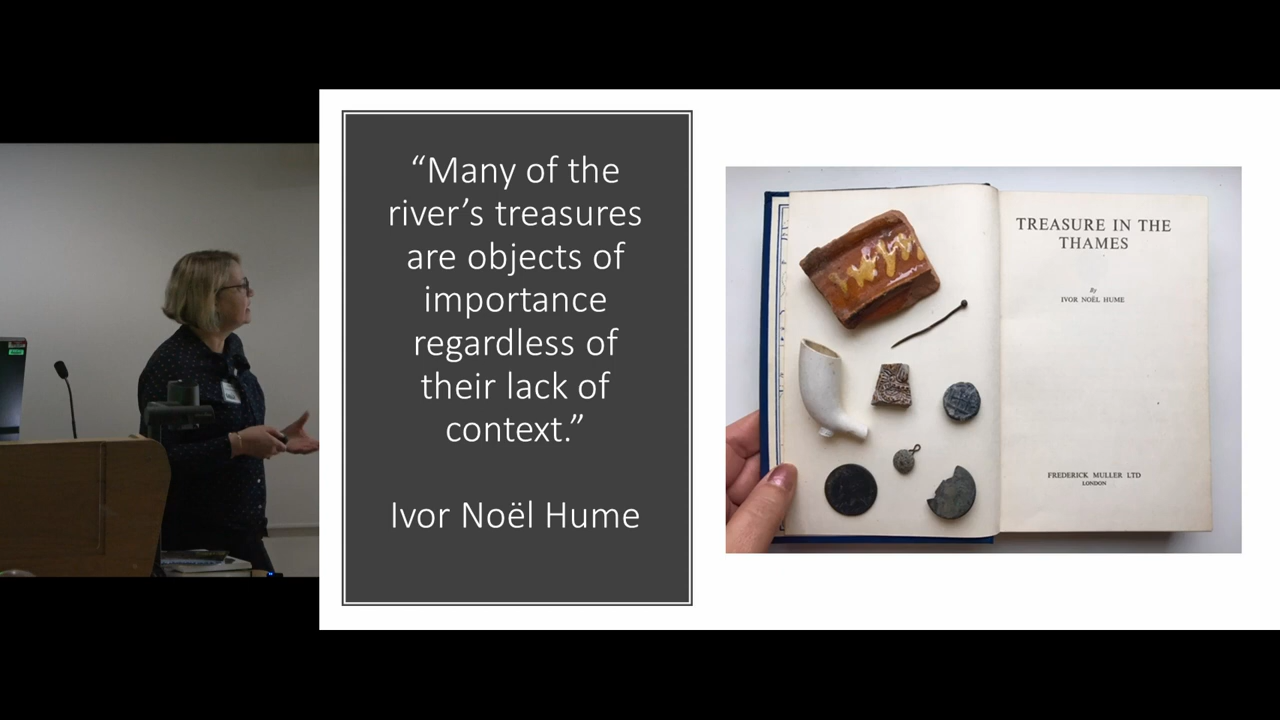 “Many of the
river’s treasures
are objects of
importance
regardless of
their lack of
context.”
Ivor Noël Hume
TREASURE IN THE
THAMES
By
IVOR NOËL HUME
FREDERICK MULLER LTD
LONDON